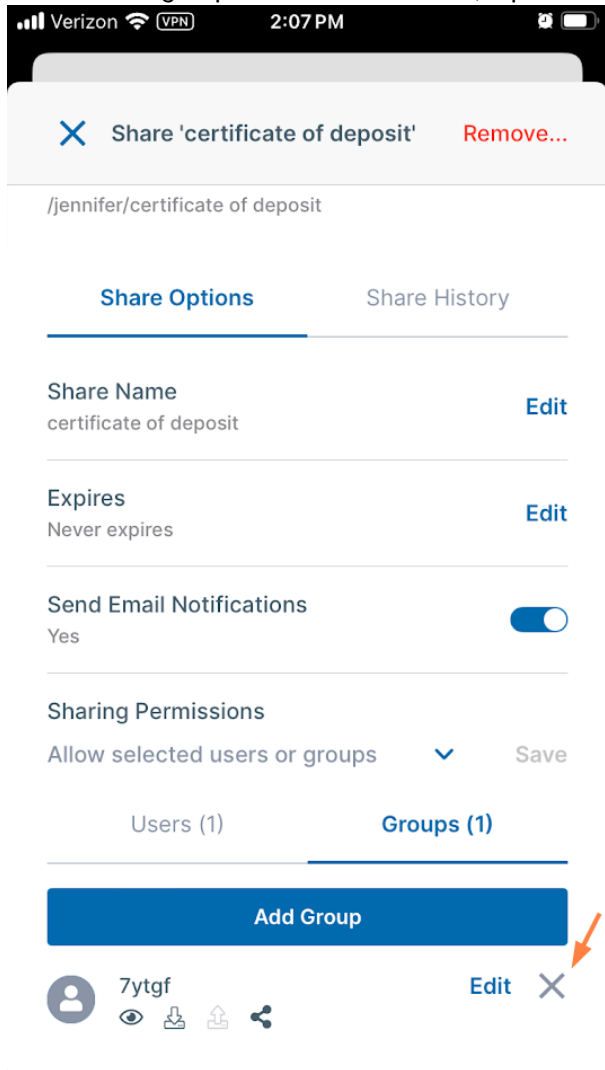 Verizon VPN 2:07 PM
Share 'certificate of deposit' Remove...
/jennifer/certificate of deposit
Share Options Share History
Share Name
certificate of deposit
Edit
Expires
Never expires
Edit
Send Email Notifications
Yes
Sharing Permissions
Allow selected users or groups Save
Users (1) Groups (1)
Add Group
7ytgf Edit